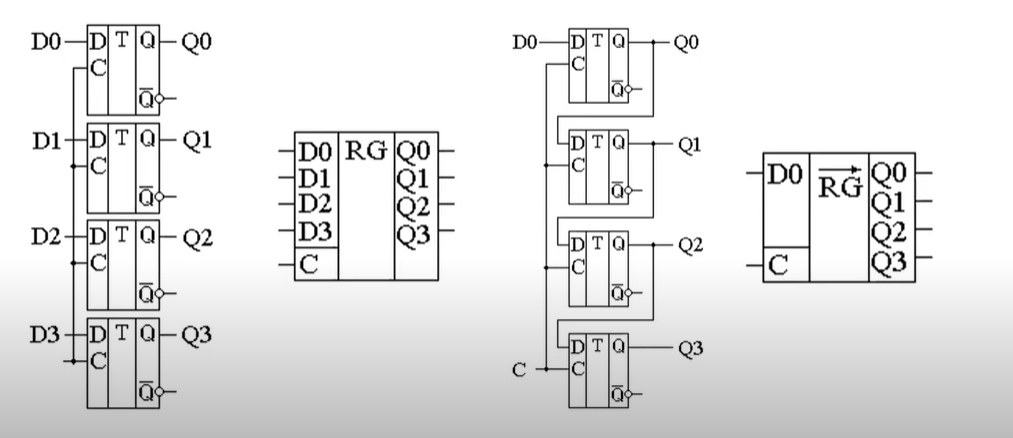 D0 D T Q Q0
C
Q̅
D1 D T Q Q1
C
Q̅
D2 D T Q Q2
C
Q̅
D3 D T Q Q3
C
Q̅
D0 RG Q0
D1 Q1
D2 Q2
D3 Q3
C
D0 D T Q Q0
C
Q̅
D T Q Q1
C
Q̅
D T Q Q2
C
Q̅
D T Q Q3
C C
Q̅
D0 RG Q0
Q1
Q2
C Q3